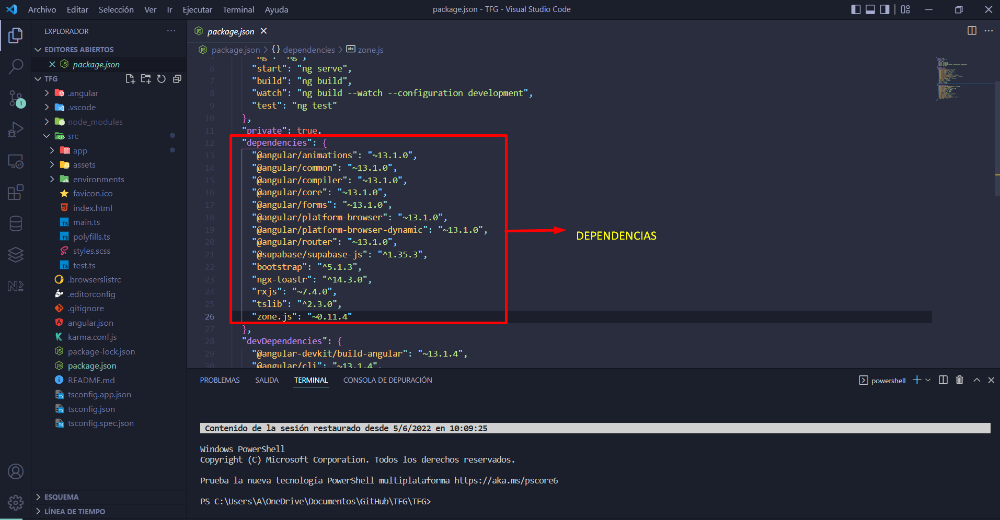 Archivo Editar Selección Ver Ir Ejecutar Terminal Ayuda
package.json - TFG - Visual Studio Code
EXPLORADOR
EDITORES ABIERTOS
package.json
TFG
.angular
.vscode
node_modules
src
app
assets
environments
favicon.ico
index.html
main.ts
polyfills.ts
styles.scss
test.ts
.browserslistrc
.editorconfig
.gitignore
angular.json
karma.conf.js
package-lock.json
package.json
README.md
tsconfig.app.json
tsconfig.json
tsconfig.spec.json
ESQUEMA
LÍNEA DE TIEMPO
1
package.json
package.json > {} dependencies > zone.js
6 "start": "ng serve",
7 "build": "ng build",
8 "watch": "ng build --watch --configuration development",
9 "test": "ng test"
10 },
11 "private": true,
12 "dependencies": {
13 "@angular/animations": "~13.1.0",
14 "@angular/common": "~13.1.0",
15 "@angular/compiler": "~13.1.0",
16 "@angular/core": "~13.1.0",
17 "@angular/forms": "~13.1.0",
18 "@angular/platform-browser": "~13.1.0",
19 "@angular/platform-browser-dynamic": "~13.1.0",
20 "@angular/router": "~13.1.0",
21 "@supabase/supabase-js": "^1.35.3",
22 "bootstrap": "^5.1.3",
23 "ngx-toastr": "^14.3.0",
24 "rxjs": "~7.4.0",
25 "tslib": "^2.3.0",
26 "zone.js": "~0.11.4"
27 },
28 "devDependencies": {
29 "@angular-devkit/build-angular": "~13.1.4",
30 "@angular/cli": "~13.1.4",
DEPENDENCIAS
PROBLEMAS SALIDA TERMINAL CONSOLA DE DEPURACIÓN
powershell
Contenido de la sesión restaurado desde 5/6/2022 en 10:09:25
Windows PowerShell
Copyright (C) Microsoft Corporation. Todos los derechos reservados.
Prueba la nueva tecnología PowerShell multiplataforma https://aka.ms/pscore6
PS C:\Users\A\OneDrive\Documentos\GitHub\TFG\TFG>